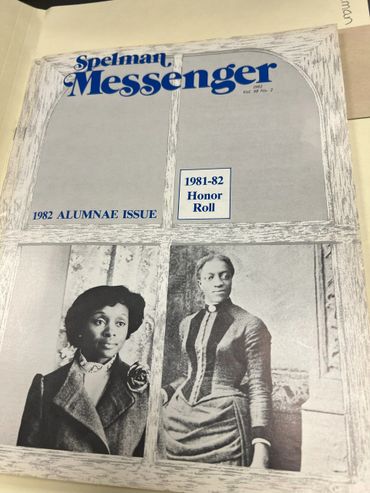 Spelman
Messenger
1982
Vol. 98 No. 2
1981-82
Honor
Roll
1982 ALUMNAE ISSUE